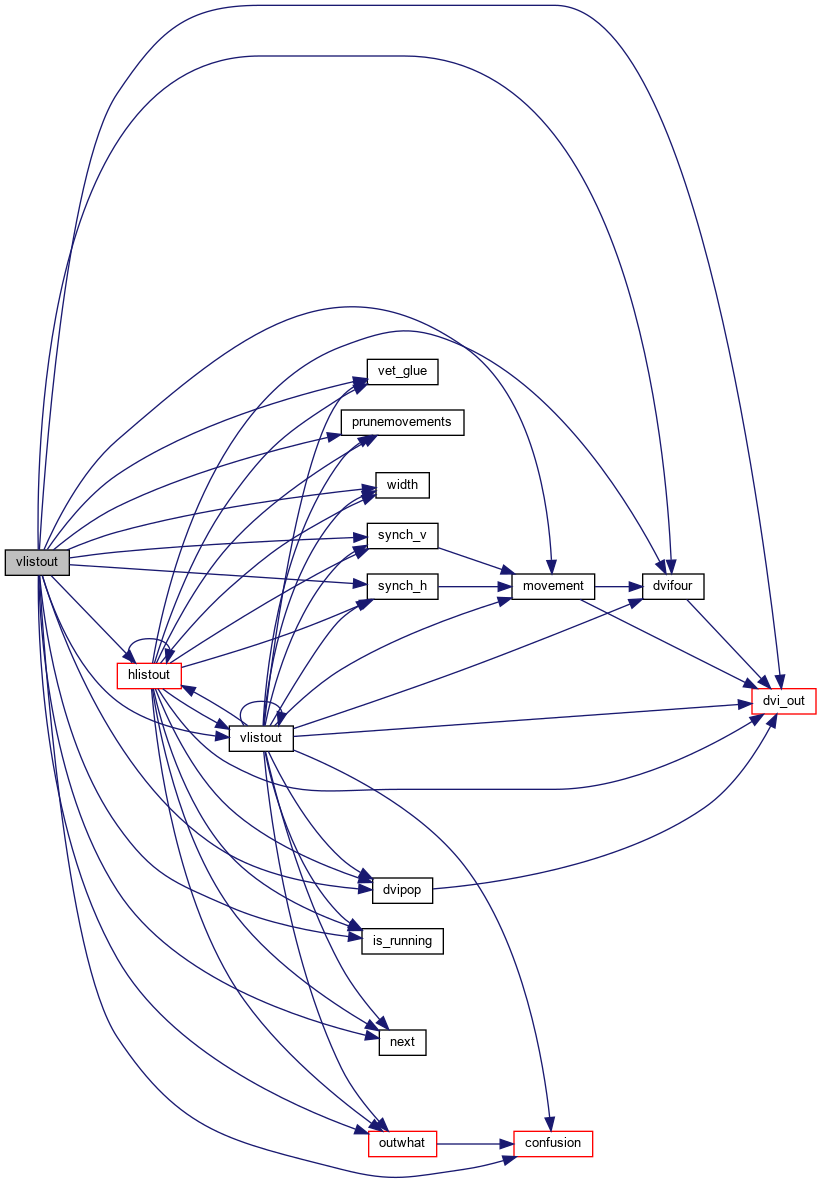 vet_glue
prunemovements
width
synch_v
vlistout
synch_h
movement
dvifour
hlistout
dvi_out
vlistout
dvipop
is_running
next
outwhat
confusion